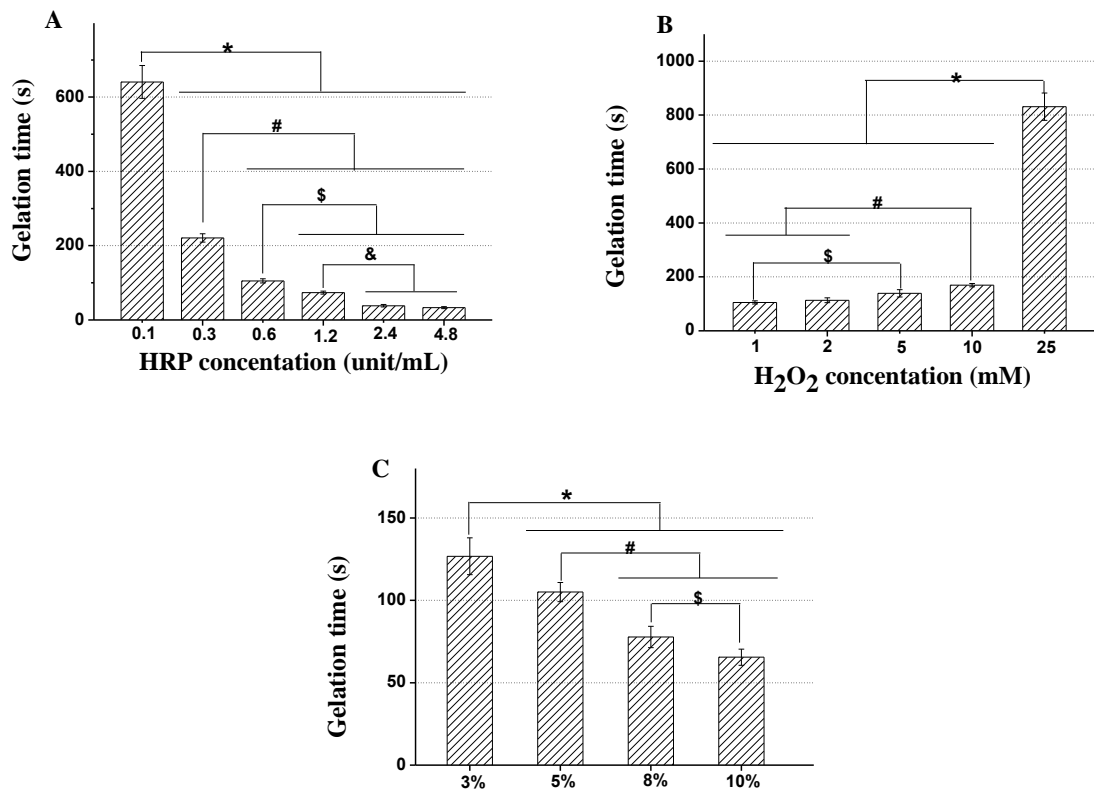 A
Gelation time (s)
600
400
200
0
*
#
$
&
0.1 0.3 0.6 1.2 2.4 4.8
HRP concentation (unit/mL)
B
Gelation time (s)
1000
800
600
400
200
0
*
#
$
1 2 5 10 25
H2O2 concentation (mM)
C
Gelation time (s)
150
100
50
0
*
#
$
3% 5% 8% 10%